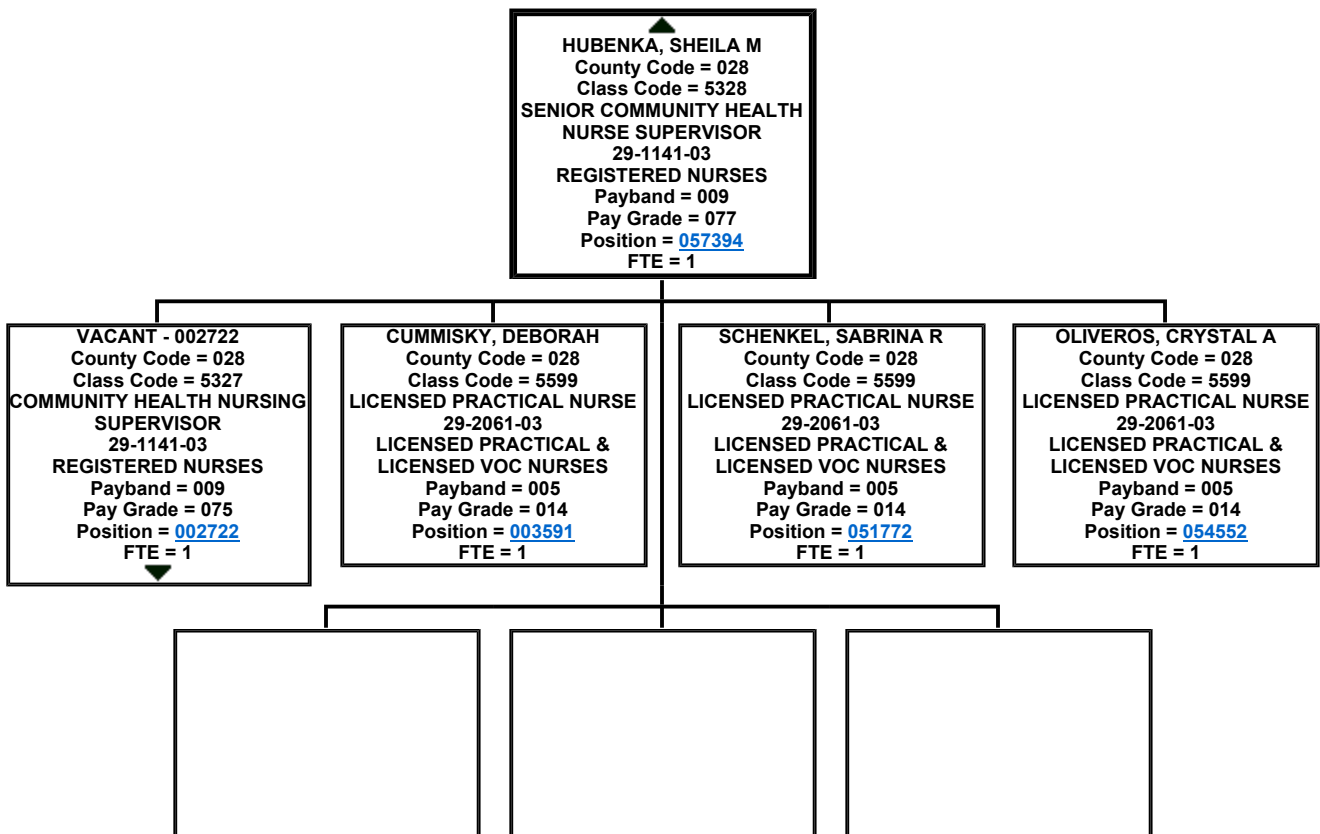 HUBENKA, SHEILA M
County Code = 028
Class Code = 5328
SENIOR COMMUNITY HEALTH
NURSE SUPERVISOR
29-1141-03
REGISTERED NURSES
Payband = 009
Pay Grade = 077
Position = 057394
FTE = 1
VACANT - 002722
County Code = 028
Class Code = 5327
COMMUNITY HEALTH NURSING
SUPERVISOR
29-1141-03
REGISTERED NURSES
Payband = 009
Pay Grade = 075
Position = 002722
FTE = 1
CUMMISKY, DEBORAH
County Code = 028
Class Code = 5599
LICENSED PRACTICAL NURSE
29-2061-03
LICENSED PRACTICAL &
LICENSED VOC NURSES
Payband = 005
Pay Grade = 014
Position = 003591
FTE = 1
SCHENKEL, SABRINA R
County Code = 028
Class Code = 5599
LICENSED PRACTICAL NURSE
29-2061-03
LICENSED PRACTICAL &
LICENSED VOC NURSES
Payband = 005
Pay Grade = 014
Position = 051772
FTE = 1
OLIVEROS, CRYSTAL A
County Code = 028
Class Code = 5599
LICENSED PRACTICAL NURSE
29-2061-03
LICENSED PRACTICAL &
LICENSED VOC NURSES
Payband = 005
Pay Grade = 014
Position = 054552
FTE = 1